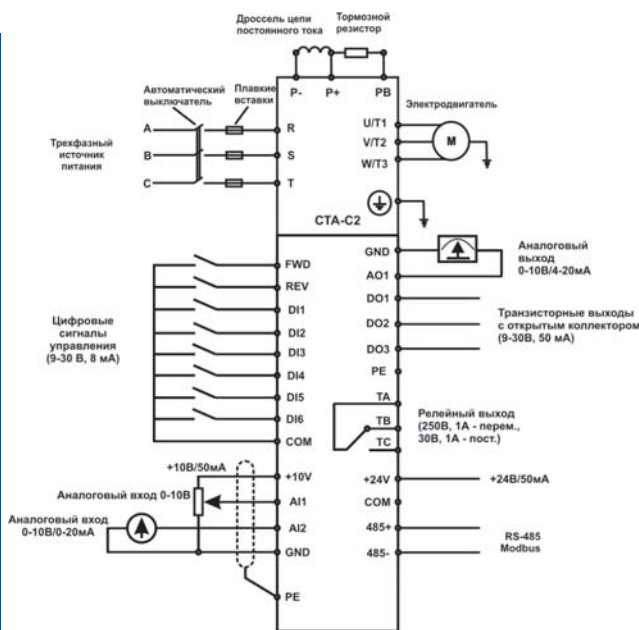 Дроссель цепи
постоянного тока
Тормозной
резистор
P-
P+
PB
Автоматический
выключатель
Плавкие
вставки
Электродвигатель
Трехфазный
источник
питания
A
B
C
R
S
T
U/T1
V/T2
W/T3
M
CTA-C2
GND
AO1
Аналоговый
выход
0-10В/4-20мА
FWD
REV
DI1
DI2
DI3
DI4
DI5
DI6
COM
Цифровые
сигналы
управления
(9-30 В, 8 мА)
DO1
DO2
DO3
Транзисторные выходы
с открытым коллектором
(9-30В, 50 мА)
PE
TA
TB
TC
Релейный выход
(250В, 1А - перем.,
30В, 1А - пост.)
+10В/50мА
+10V
Аналоговый вход 0-10В
AI1
Аналоговый вход
0-10В/0-20мА
AI2
GND
PE
+24V
+24В/50мА
COM
485+
485-
RS-485
Modbus